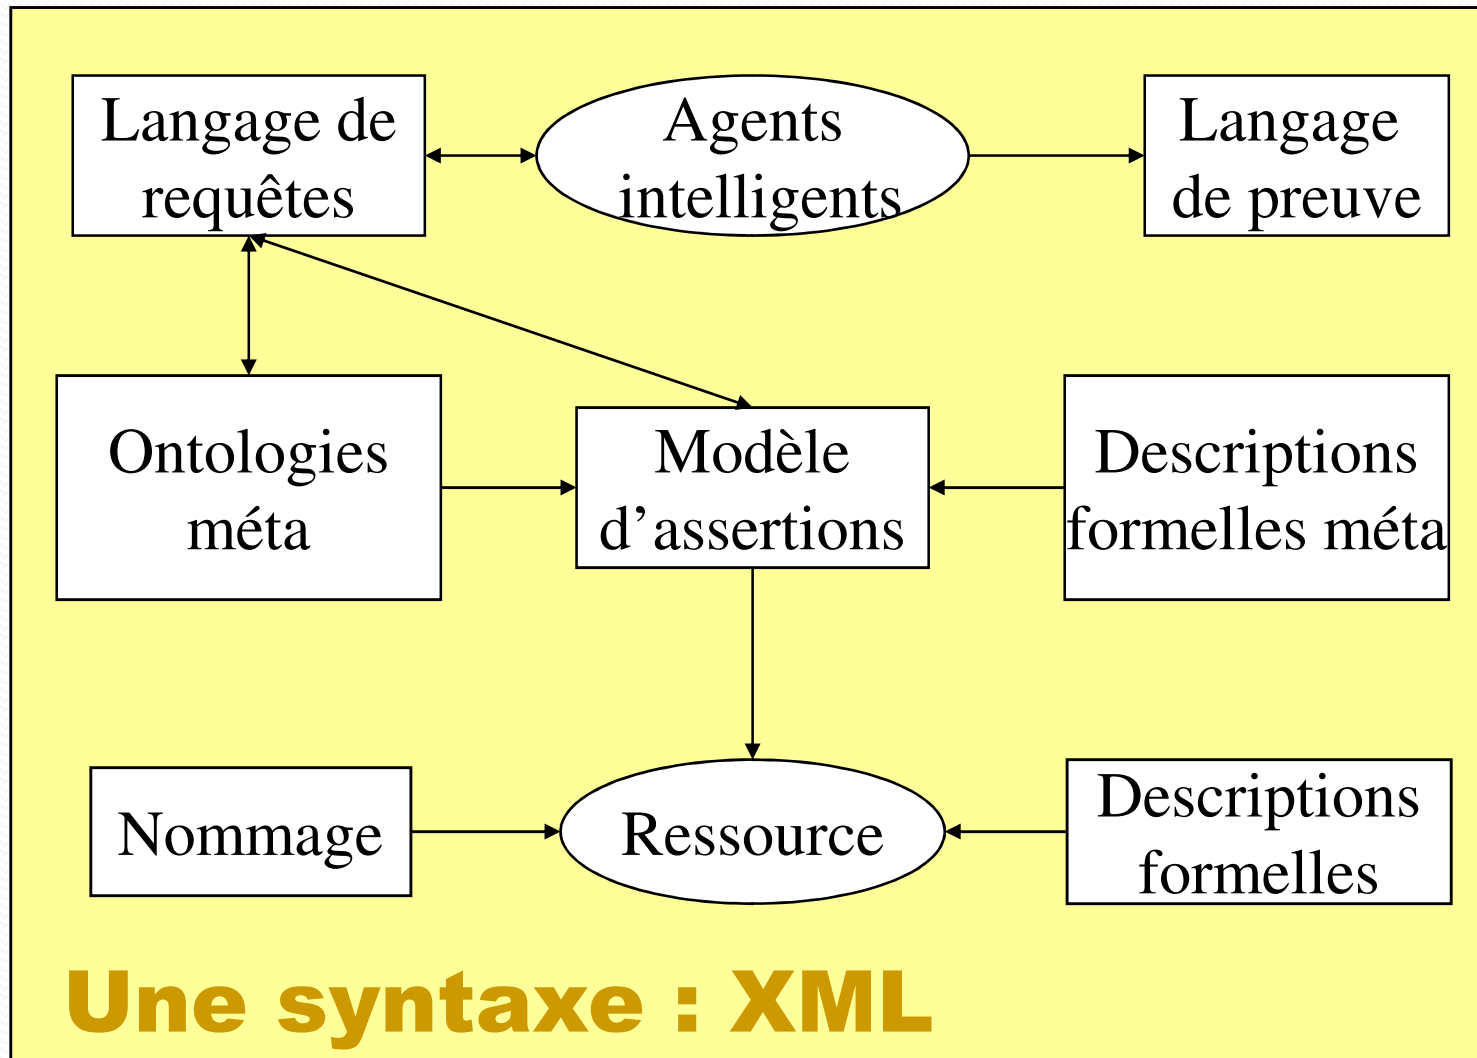 Langage de
requêtes
Agents
intelligents
Langage
de preuve
Ontologies
méta
Modèle
d’assertions
Descriptions
formelles méta
Nommage
Ressource
Descriptions
formelles
Une syntaxe : XML